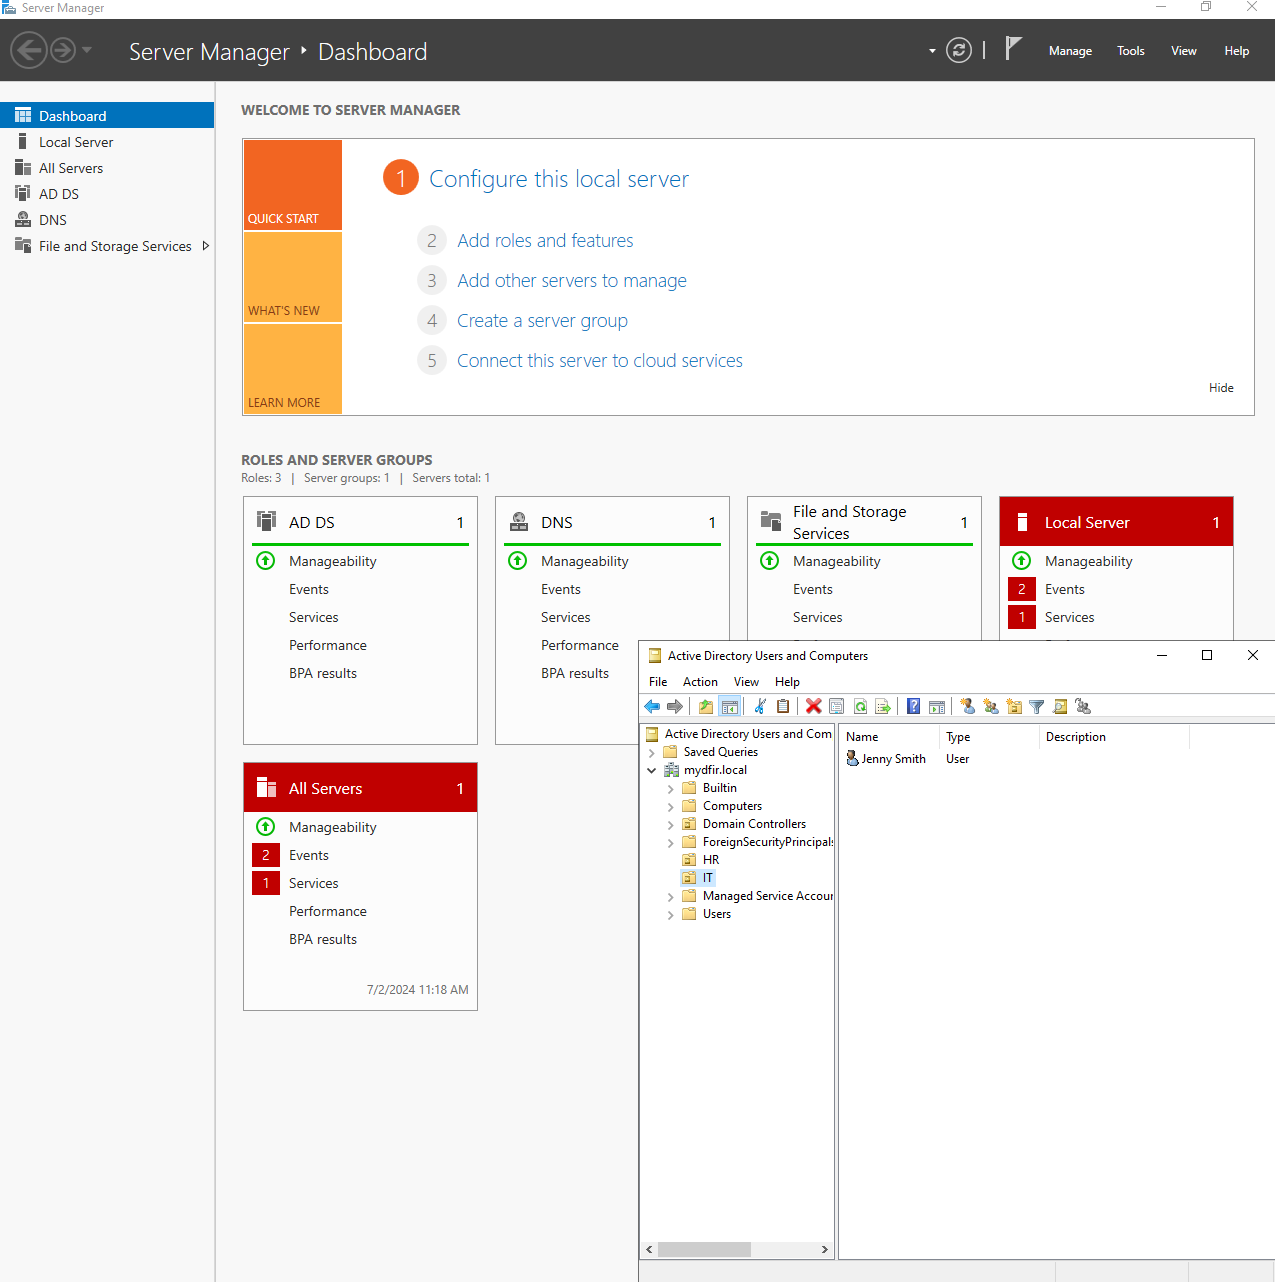 Server Manager
Server Manager
Dashboard
Manage
Tools
View
Help
Dashboard
Local Server
All Servers
AD DS
DNS
File and Storage Services
WELCOME TO SERVER MANAGER
QUICK START
WHAT'S NEW
LEARN MORE
1 Configure this local server
2 Add roles and features
3 Add other servers to manage
4 Create a server group
5 Connect this server to cloud services
Hide
ROLES AND SERVER GROUPS
Roles: 3 | Server groups: 1 | Servers total: 1
AD DS 1
Manageability
Events
Services
Performance
BPA results
DNS 1
Manageability
Events
Services
Performance
BPA results
File and Storage
Services 1
Manageability
Events
Services
Local Server 1
Manageability
2 Events
1 Services
All Servers 1
Manageability
2 Events
1 Services
Performance
BPA results
7/2/2024 11:18 AM
Active Directory Users and Computers
File Action View Help
Active Directory Users and Com
Saved Queries
mydfir.local
Builtin
Computers
Domain Controllers
ForeignSecurityPrincipals
HR
IT
Managed Service Accour
Users
Name Type Description
Jenny Smith User